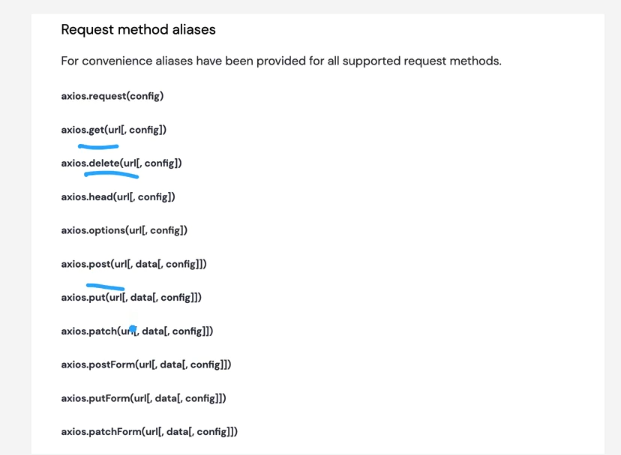 Request method aliases
For convenience aliases have been provided for all supported request methods.
axios.request(config)
axios.get(url[, config])
axios.delete(url[, config])
axios.head(url[, config])
axios.options(url[, config])
axios.post(url[, data[, config]])
axios.put(url[, data[, config]])
axios.patch(url[, data[, config]])
axios.postForm(url[, data[, config]])
axios.putForm(url[, data[, config]])
axios.patchForm(url[, data[, config]])